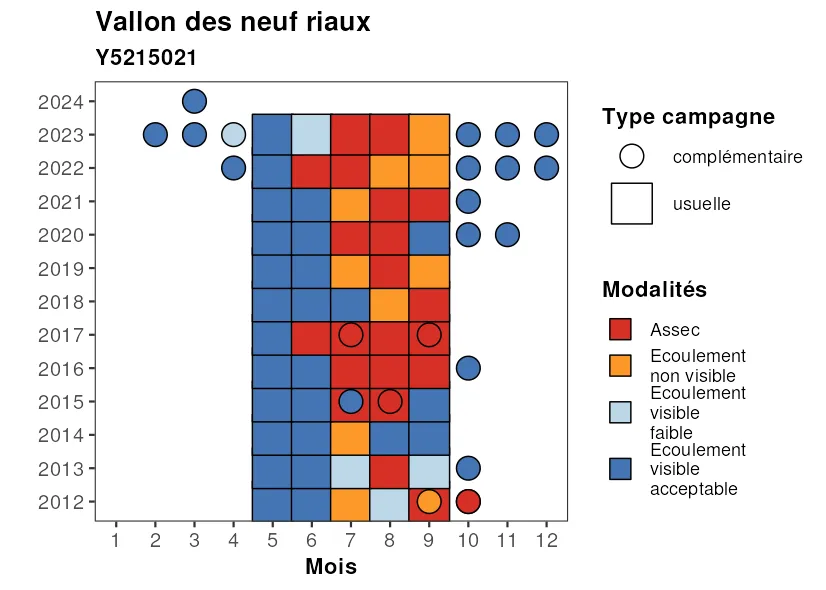 Vallon des neuf riaux
Y5215021
2024
2023
2022
2021
2020
2019
2018
2017
2016
2015
2014
2013
2012
1 2 3 4 5 6 7 8 9 10 11 12
Mois
Type campagne
complémentaire
usuelle
Modalités
Assec
Ecoulement
non visible
Ecoulement
visible
faible
Ecoulement
visible
acceptable